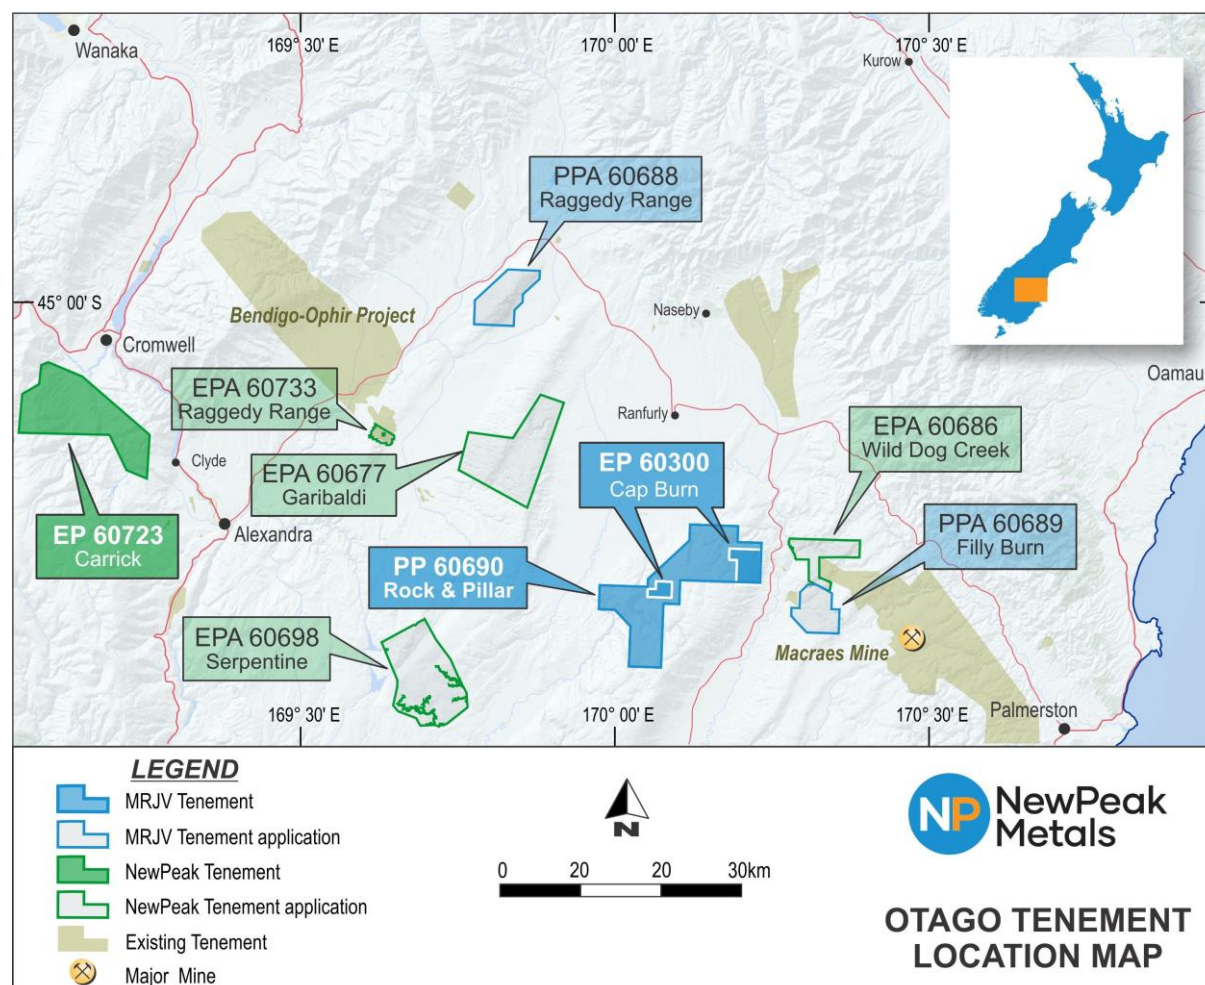 Wanaka
169° 30' E
170° 00' E
170° 30' E
Kurow
PPA 60688
Raggedy Range
45° 00' S
Bendigo-Ophir Project
Naseby
Cromwell
Oamau
EPA 60733
Raggedy Range
Ranfurly
EPA 60686
Wild Dog Creek
EP 60300
Cap Burn
Clyde
EPA 60677
Garibaldi
EP 60723
Carrick
Alexandra
PPA 60689
Filly Burn
PP 60690
Rock & Pillar
EPA 60698
Serpentine
Macraes Mine
169° 30' E
170° 00' E
170° 30' E
Palmerston
LEGEND
MRJV Tenement
MRJV Tenement application
NewPeak Tenement
NewPeak Tenement application
Existing Tenement
Major Mine
N
0 20 20 30km
NP NewPeak
Metals
OTAGO TENEMENT
LOCATION MAP